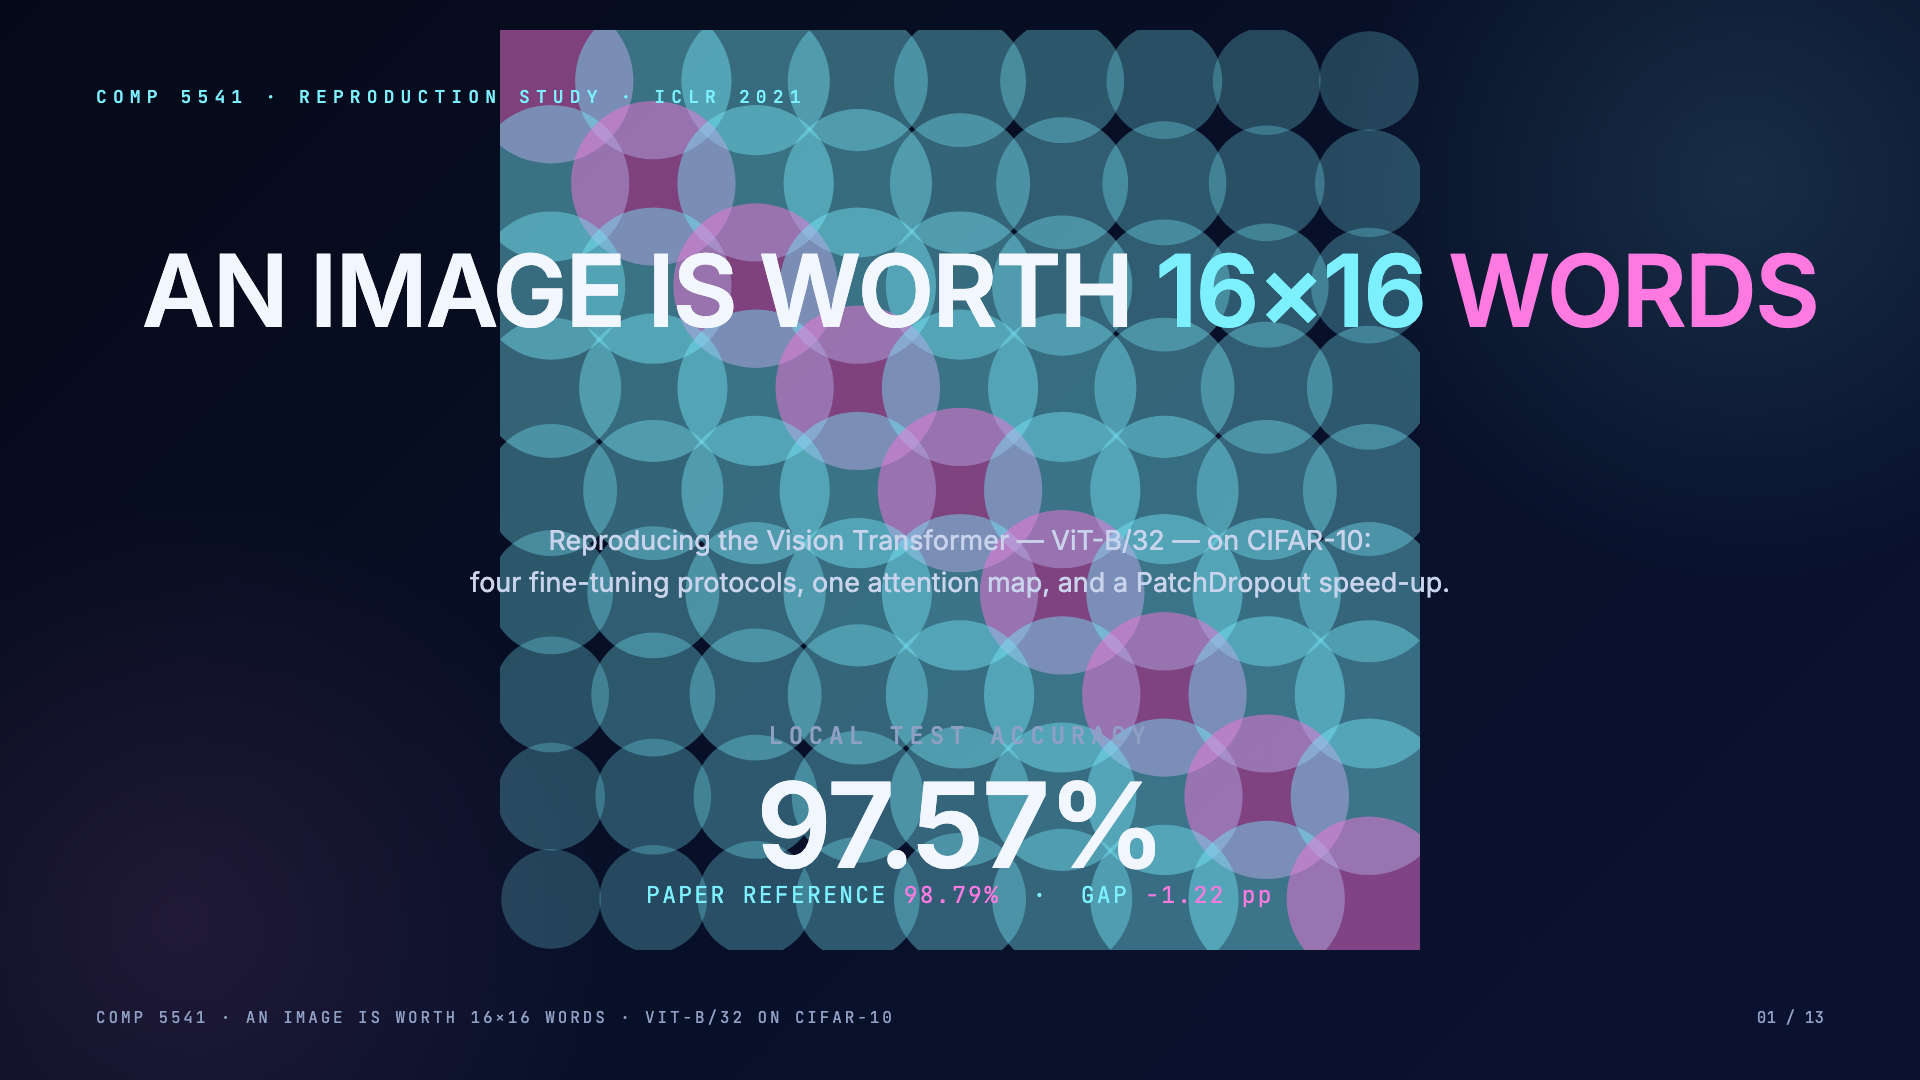 COMP 5541 · REPRODUCTION STUDY · ICLR 2021
AN IMAGE IS WORTH 16×16 WORDS
Reproducing the Vision Transformer — ViT-B/32 — on CIFAR-10:
four fine-tuning protocols, one attention map, and a PatchDropout speed-up.
LOCAL TEST ACCURACY
97.57%
PAPER REFERENCE 98.79% · GAP -1.22 pp
COMP 5541 · AN IMAGE IS WORTH 16×16 WORDS · VIT-B/32 ON CIFAR-10
01 / 13